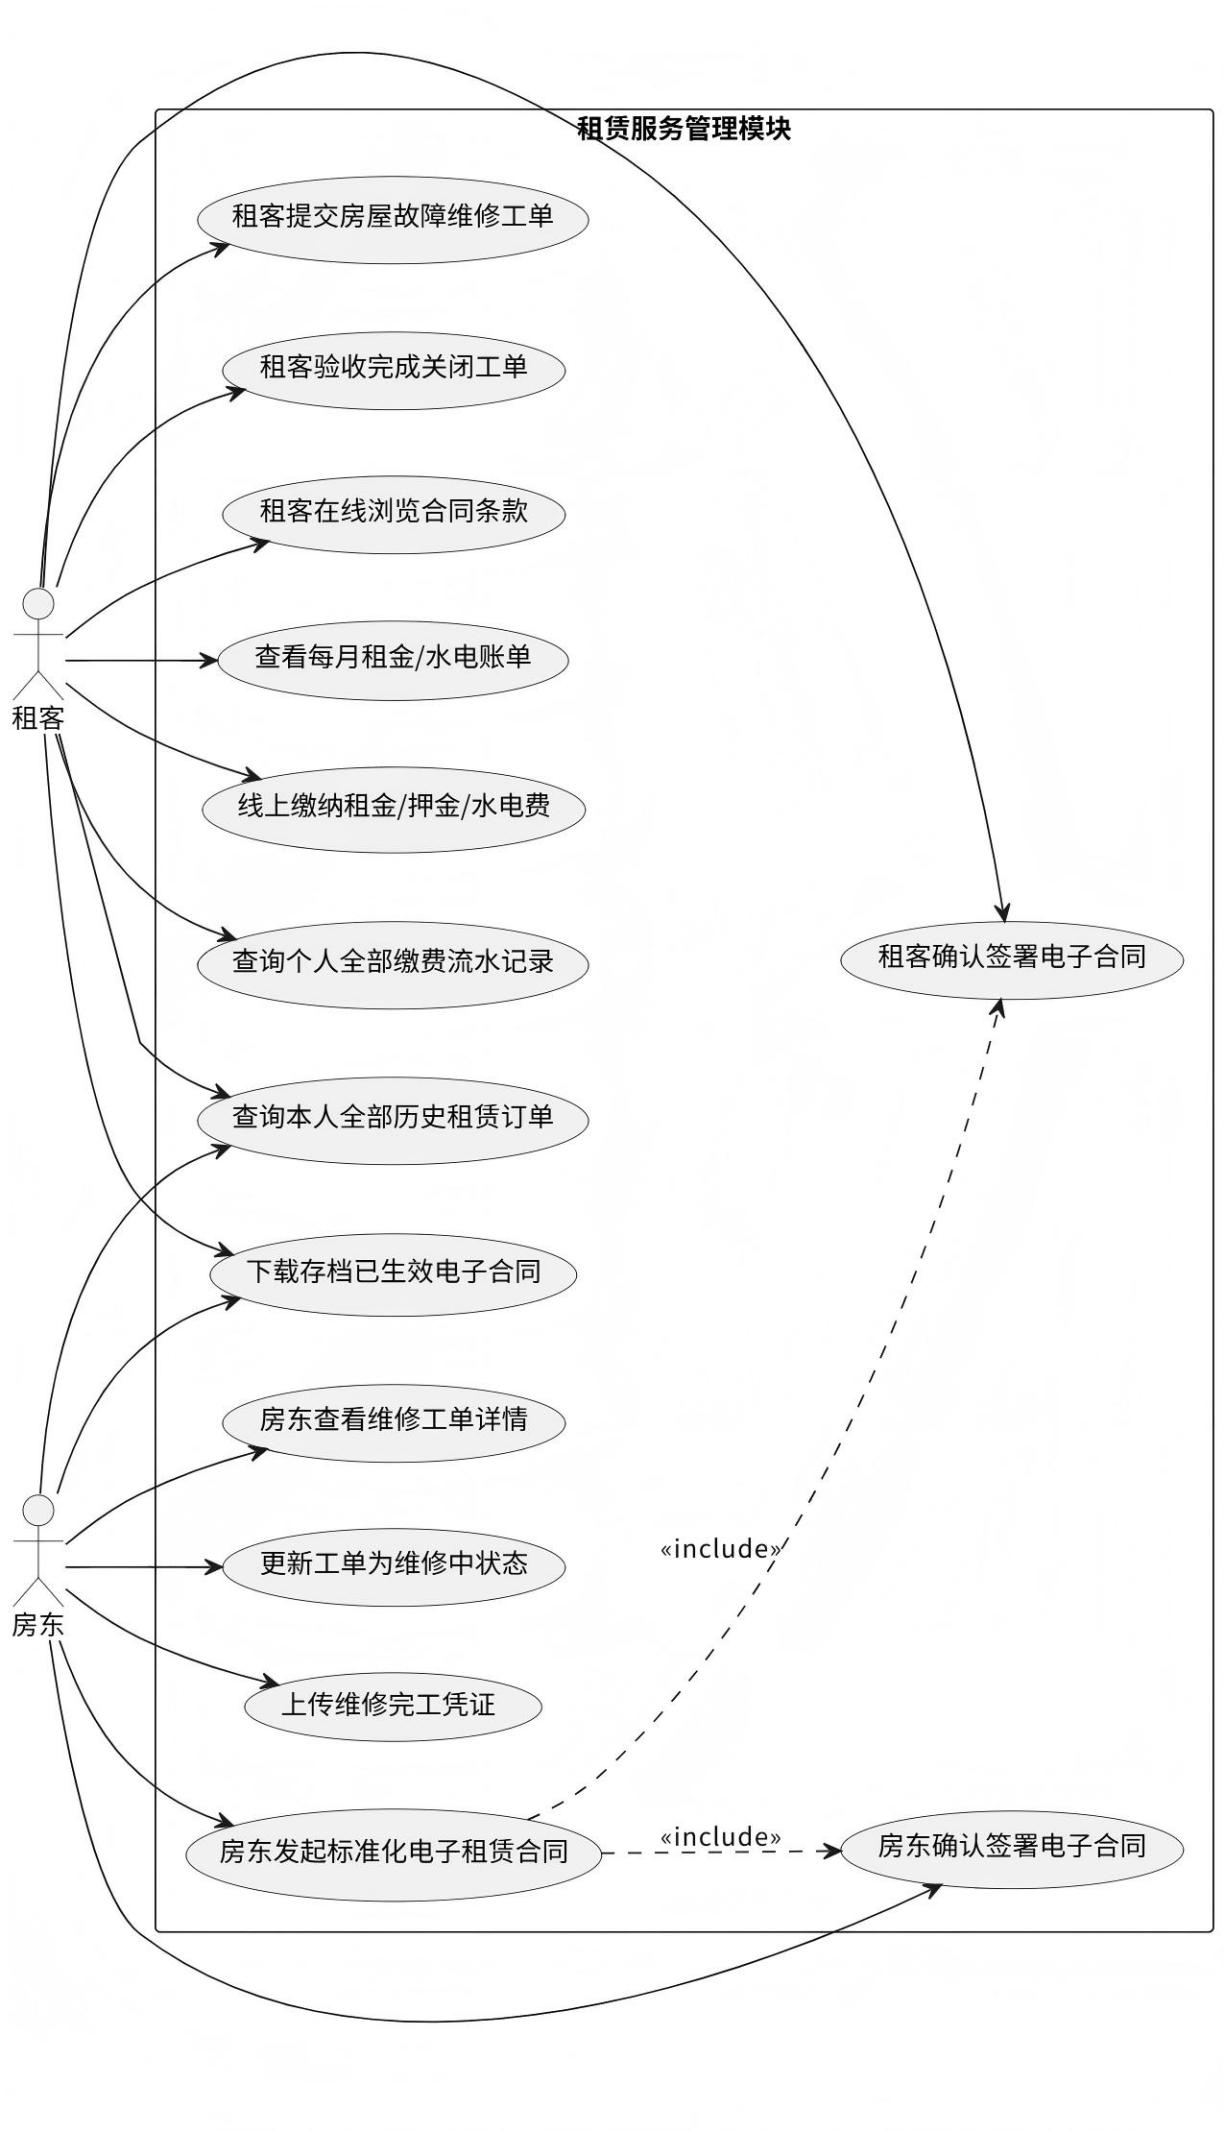 租赁服务管理模块
租客提交房屋故障维修工单
租客验收完成关闭工单
租客在线浏览合同条款
查看每月租金/水电账单
租客
线上缴纳租金/押金/水电费
查询个人全部缴费流水记录
租客确认签署电子合同
查询本人全部历史租赁订单
下载存档已生效电子合同
房东查看维修工单详情
«include»
更新工单为维修中状态
房东
上传维修完工凭证
«include»
房东发起标准化电子租赁合同
房东确认签署电子合同